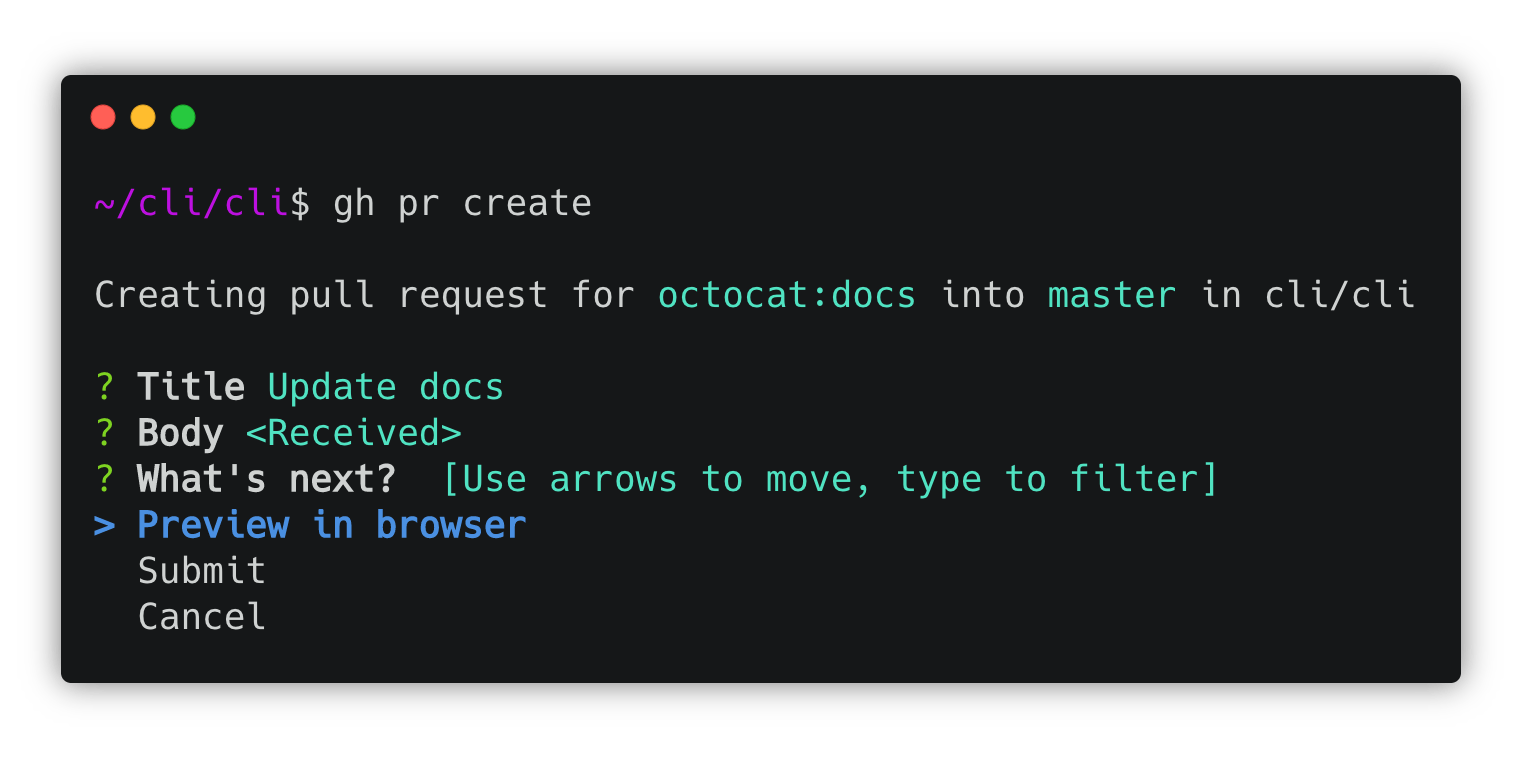 ~/cli/cli$ gh pr create
Creating pull request for octocat:docs into master in cli/cli
? Title Update docs
? Body <Received>
? What's next?  [Use arrows to move, type to filter]
> Preview in browser
  Submit
  Cancel